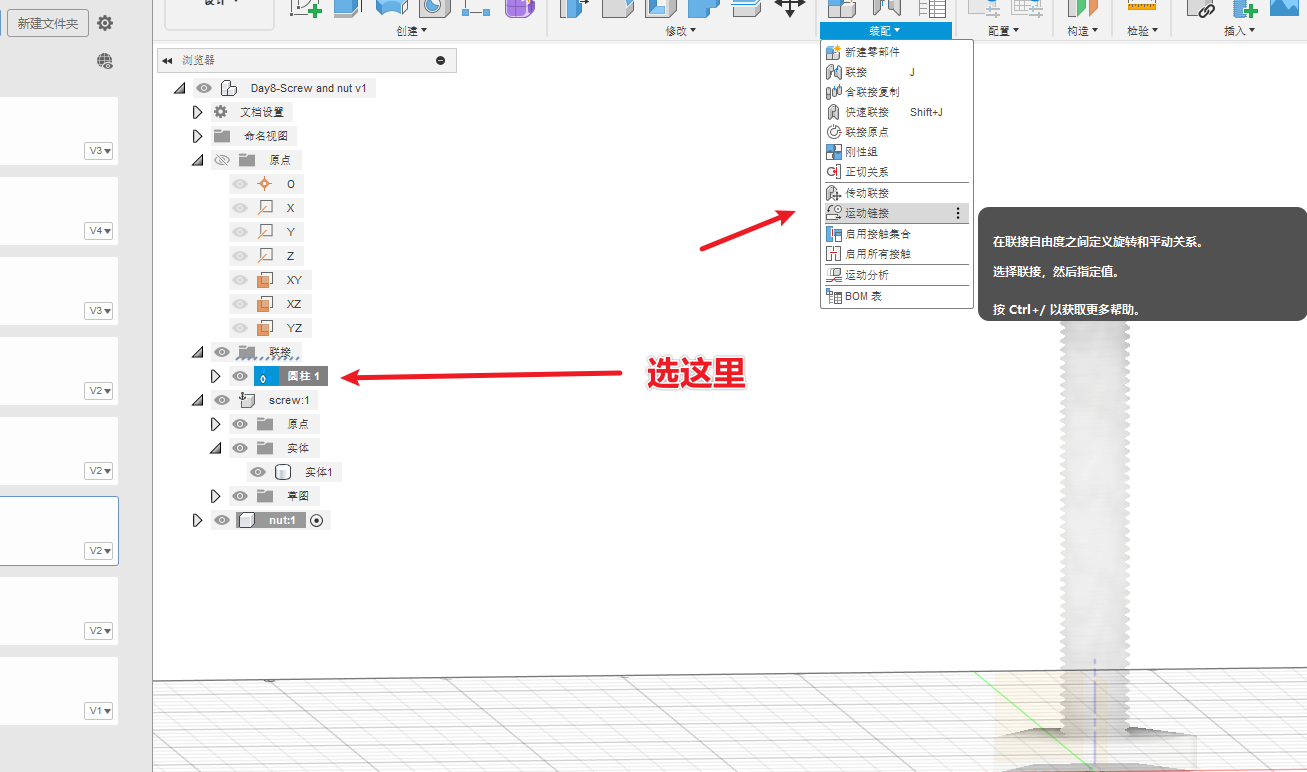 设计
新建文件夹
创建
修改
装配
配置
构造
检验
插入
浏览器
Day8-Screw and nut v1
文档设置
命名视图
原点
O
X
Y
Z
XY
XZ
YZ
联接
圆柱 1
screw:1
原点
实体
实体1
草图
nut:1
V3
V4
V3
V2
V2
V2
V2
V1
新建零部件
联接 J
含联接复制
快速联接 Shift+J
联接原点
刚性组
正切关系
传动联接
运动链接
启用接触集合
启用所有接触
运动分析
BOM 表
在联接自由度之间定义旋转和平动关系。
选择联接，然后指定值。
按 Ctrl+/ 以获取更多帮助。
选这里